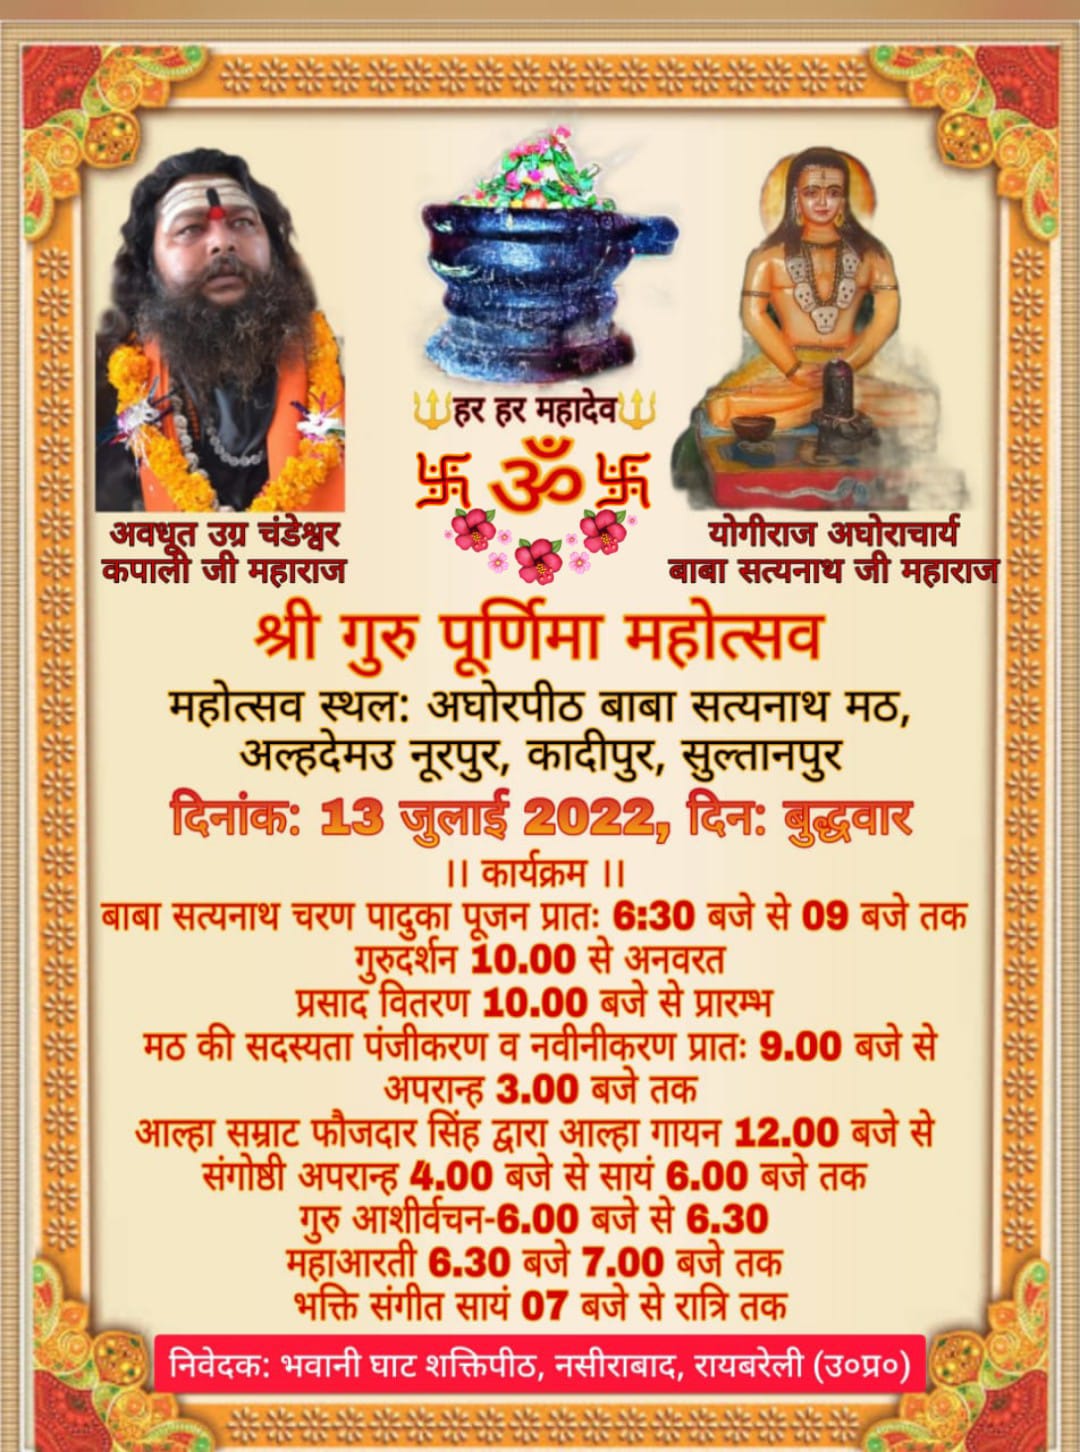 हर हर महादेव
卐 ॐ 卐
अवधूत उग्र चंडेश्वर
कपाली जी महाराज
योगीराज अघोराचार्य
बाबा सत्यनाथ जी महाराज
श्री गुरु पूर्णिमा महोत्सव
महोत्सव स्थल: अघोरपीठ बाबा सत्यनाथ मठ,
अल्हदेमउ नूरपुर, कादीपुर, सुल्तानपुर
दिनांक: 13 जुलाई 2022, दिन: बुद्धवार
।। कार्यक्रम ।।
बाबा सत्यनाथ चरण पादुका पूजन प्रातः 6:30 बजे से 09 बजे तक
गुरुदर्शन 10.00 से अनवरत
प्रसाद वितरण 10.00 बजे से प्रारम्भ
मठ की सदस्यता पंजीकरण व नवीनीकरण प्रातः 9.00 बजे से
अपरान्ह 3.00 बजे तक
आल्हा सम्राट फौजदार सिंह द्वारा आल्हा गायन 12.00 बजे से
संगोष्ठी अपरान्ह 4.00 बजे से सायं 6.00 बजे तक
गुरु आशीर्वचन-6.00 बजे से 6.30
महाआरती 6.30 बजे 7.00 बजे तक
भक्ति संगीत सायं 07 बजे से रात्रि तक
निवेदक: भवानी घाट शक्तिपीठ, नसीराबाद, रायबरेली (उ०प्र०)